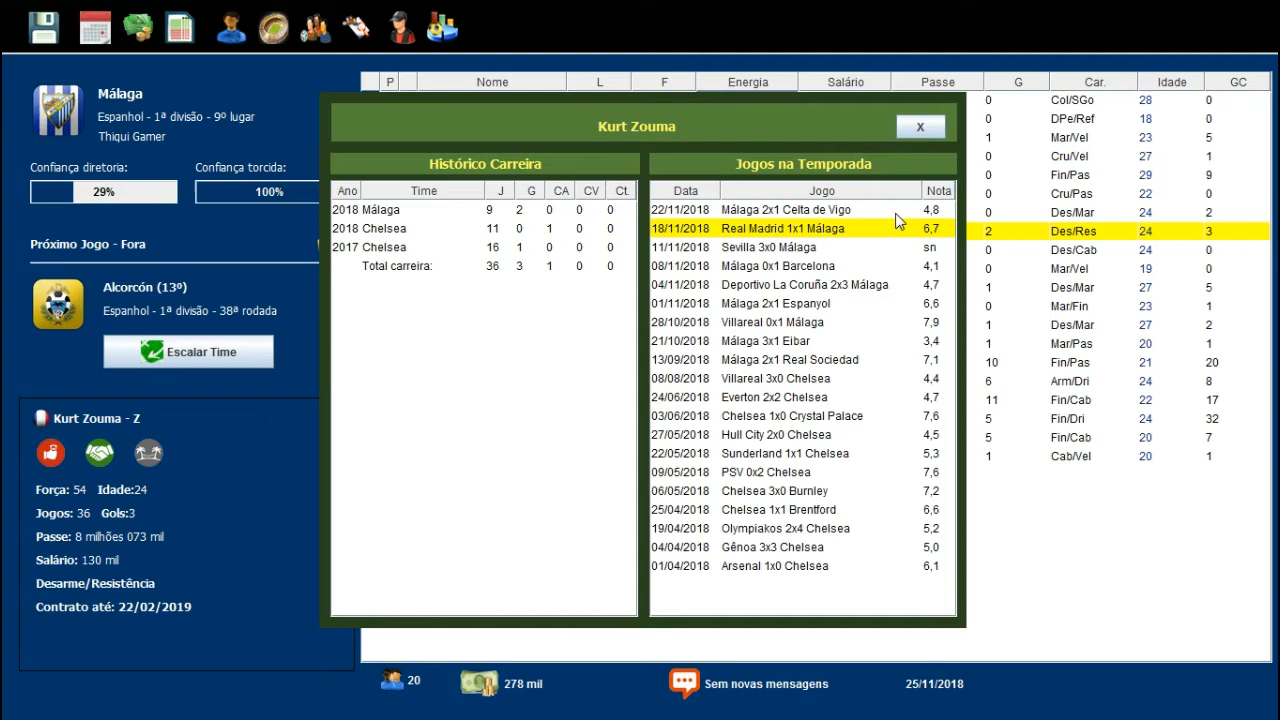 P Nome L F Energia Salário Passe G Car. Idade GC
Málaga
Espanhol - 1ª divisão - 9º lugar
Thiqui Gamer
Confiança diretoria: Confiança torcida:
29% 100%
Próximo Jogo - Fora
Alcorcón (13º)
Espanhol - 1ª divisão - 38ª rodada
Escalar Time
Kurt Zouma - Z
Força: 54 Idade:24
Jogos: 36 Gols:3
Passe: 8 milhões 073 mil
Salário: 130 mil
Desarme/Resistência
Contrato até: 22/02/2019
Kurt Zouma X
Histórico Carreira
Ano Time J G CA CV Ct.
2018 Málaga 9 2 0 0 0
2018 Chelsea 11 0 1 0 0
2017 Chelsea 16 1 0 0 0
Total carreira: 36 3 1 0 0
Jogos na Temporada
Data Jogo Nota
22/11/2018 Málaga 2x1 Celta de Vigo 4,8
18/11/2018 Real Madrid 1x1 Málaga 6,7
11/11/2018 Sevilla 3x0 Málaga sn
08/11/2018 Málaga 0x1 Barcelona 4,1
04/11/2018 Deportivo La Coruña 2x3 Málaga 4,7
01/11/2018 Málaga 2x1 Espanyol 6,6
28/10/2018 Villareal 0x1 Málaga 7,9
21/10/2018 Málaga 3x1 Eibar 3,4
13/09/2018 Málaga 2x1 Real Sociedad 7,1
08/08/2018 Villareal 3x0 Chelsea 4,4
24/06/2018 Everton 2x2 Chelsea 4,7
03/06/2018 Chelsea 1x0 Crystal Palace 7,6
27/05/2018 Hull City 2x0 Chelsea 4,5
22/05/2018 Sunderland 1x1 Chelsea 5,3
09/05/2018 PSV 0x2 Chelsea 7,6
06/05/2018 Chelsea 3x0 Burnley 7,2
25/04/2018 Chelsea 1x1 Brentford 6,6
19/04/2018 Olympiakos 2x4 Chelsea 5,2
04/04/2018 Gênoa 3x3 Chelsea 5,0
01/04/2018 Arsenal 1x0 Chelsea 6,1
0 Col/SGo 28 0
0 DPe/Ref 18 0
1 Mar/Vel 23 5
0 Cru/Vel 27 1
0 Fin/Pas 29 9
0 Cru/Pas 22 0
0 Des/Mar 24 2
2 Des/Res 24 3
0 Des/Cab 24 0
0 Mar/Vel 19 0
1 Des/Mar 27 5
0 Mar/Fin 23 1
1 Des/Mar 27 2
1 Mar/Pas 20 1
10 Fin/Pas 21 20
6 Arm/Dri 24 8
11 Fin/Cab 22 17
5 Fin/Dri 24 32
5 Fin/Cab 20 7
1 Cab/Vel 20 1
20 278 mil Sem novas mensagens 25/11/2018